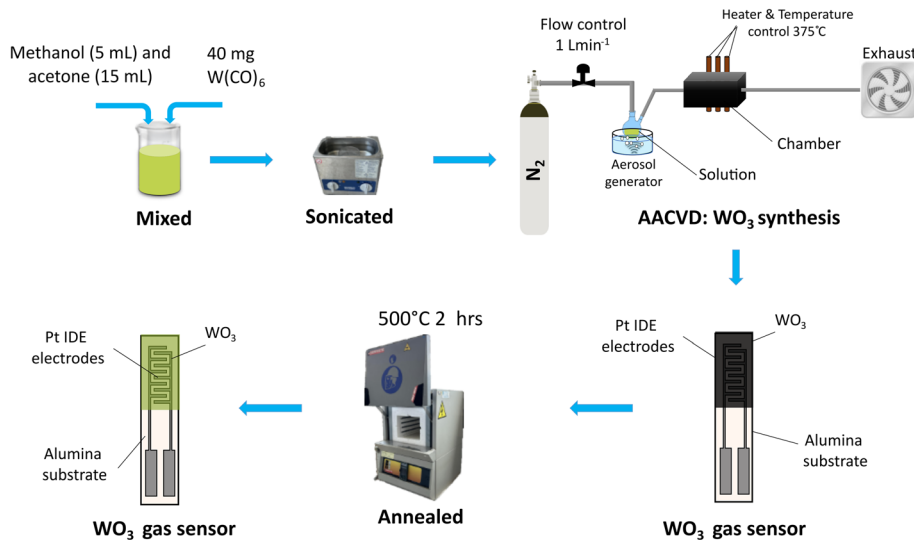 Methanol (5 mL) and
acetone (15 mL)
40 mg
W(CO)₆
Mixed
Sonicated
Flow control
1 Lmin⁻¹
Heater & Temperature
control 375℃
Exhaust
N₂
Aerosol
generator
Solution
Chamber
AACVD: WO₃ synthesis
Pt IDE
electrodes
WO₃
Alumina
substrate
WO₃ gas sensor
500°C 2 hrs
Annealed
Pt IDE
electrodes
WO₃
Alumina
substrate
WO₃ gas sensor